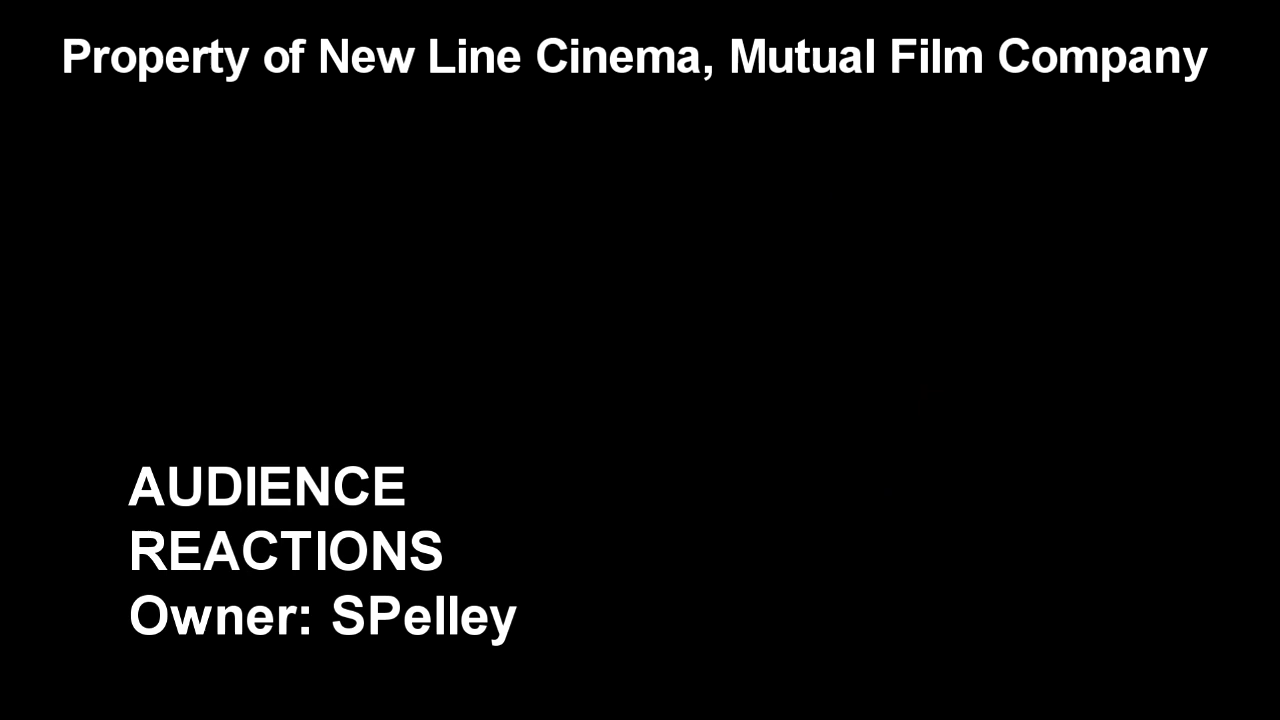 Property of New Line Cinema, Mutual Film Company
AUDIENCE
REACTIONS
Owner: SPelley